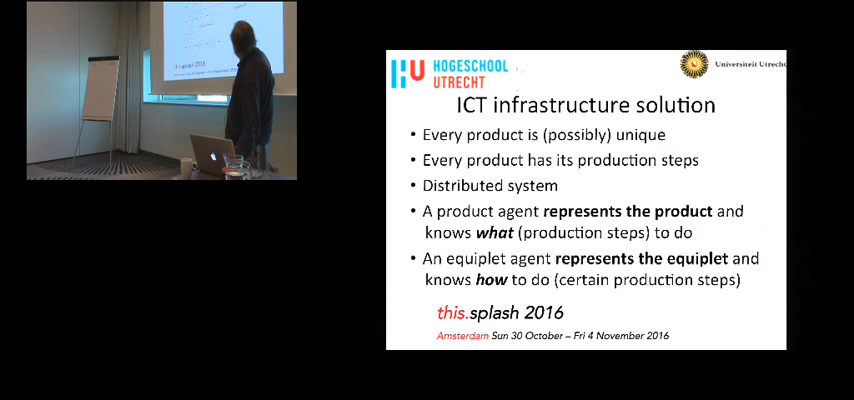 splash 2016
HOGESCHOOL
UTRECHT
Universiteit Utrecht
ICT infrastructure solution
• Every product is (possibly) unique
• Every product has its production steps
• Distributed system
• A product agent represents the product and
knows what (production steps) to do
• An equiplet agent represents the equiplet and
knows how to do (certain production steps)
this.splash 2016
Amsterdam Sun 30 October – Fri 4 November 2016